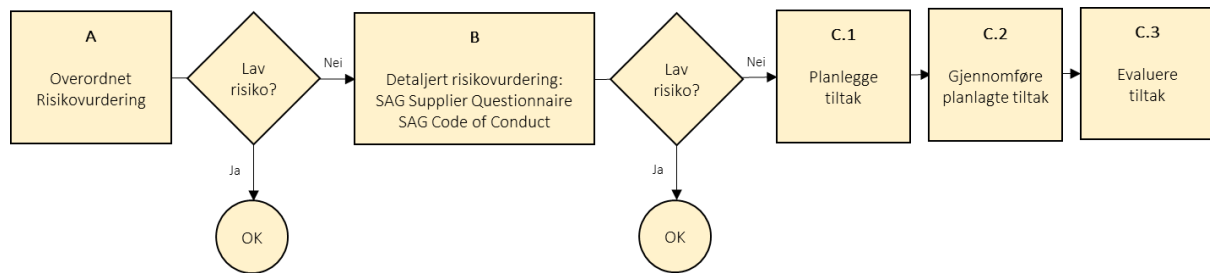 A
Overordnet
Risikovurdering
Lav
risiko?
Nei
Ja
OK
B
Detaljert risikovurdering:
SAG Supplier Questionnaire
SAG Code of Conduct
Lav
risiko?
Nei
Ja
OK
C.1
Planlegge
tiltak
C.2
Gjennomføre
planlagte tiltak
C.3
Evaluere
tiltak